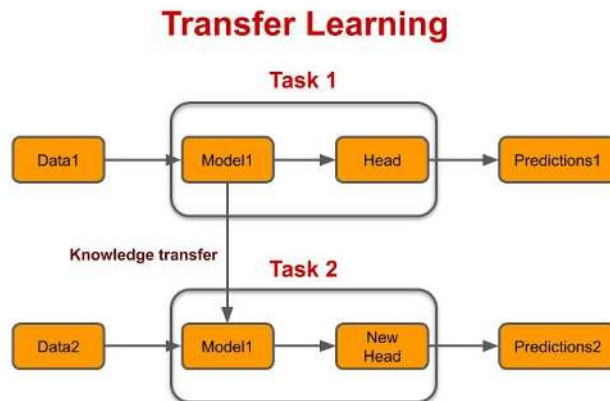 Transfer Learning
Task 1
Data1
Model1
Head
Predictions1
Knowledge transfer
Task 2
Data2
Model1
New
Head
Predictions2